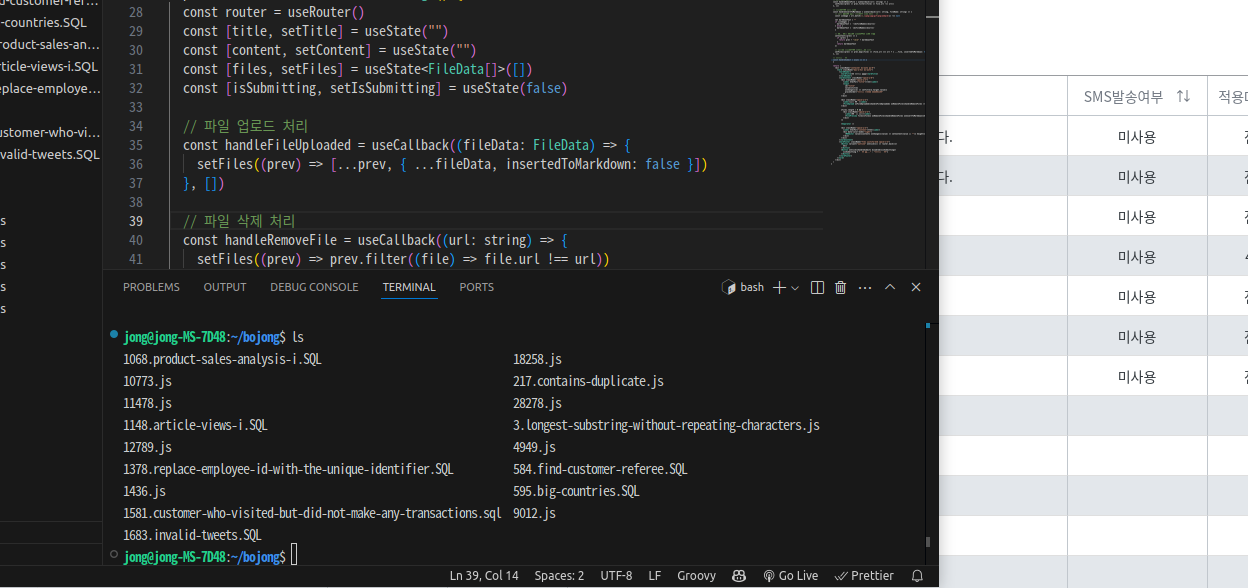 d-customer-refer...
-countries.SQL
roduct-sales-an...
rticle-views-i.SQL
eplace-employe...
ustomer-who-vi...
nvalid-tweets.SQL
s
s
s
s
s
28 const router = useRouter()
29 const [title, setTitle] = useState("")
30 const [content, setContent] = useState("")
31 const [files, setFiles] = useState<FileData[]>([])
32 const [isSubmitting, setIsSubmitting] = useState(false)
33
34 // 파일 업로드 처리
35 const handleFileUploaded = useCallback((fileData: FileData) => {
36 setFiles((prev) => [...prev, { ...fileData, insertedToMarkdown: false }])
37 }, [])
38
39 // 파일 삭제 처리
40 const handleRemoveFile = useCallback((url: string) => {
41 setFiles((prev) => prev.filter((file) => file.url !== url))
PROBLEMS OUTPUT DEBUG CONSOLE TERMINAL PORTS bash
jong@jong-MS-7D48:~/bojong$ ls
1068.product-sales-analysis-i.SQL 18258.js
10773.js 217.contains-duplicate.js
11478.js 28278.js
1148.article-views-i.SQL 3.longest-substring-without-repeating-characters.js
12789.js 4949.js
1378.replace-employee-id-with-the-unique-identifier.SQL 584.find-customer-referee.SQL
1436.js 595.big-countries.SQL
1581.customer-who-visited-but-did-not-make-any-transactions.sql 9012.js
1683.invalid-tweets.SQL
jong@jong-MS-7D48:~/bojong$
Ln 39, Col 14 Spaces: 2 UTF-8 LF Groovy Go Live Prettier
SMS발송여부 적용
다. 미사용
다. 미사용
미사용
미사용
미사용
미사용
미사용